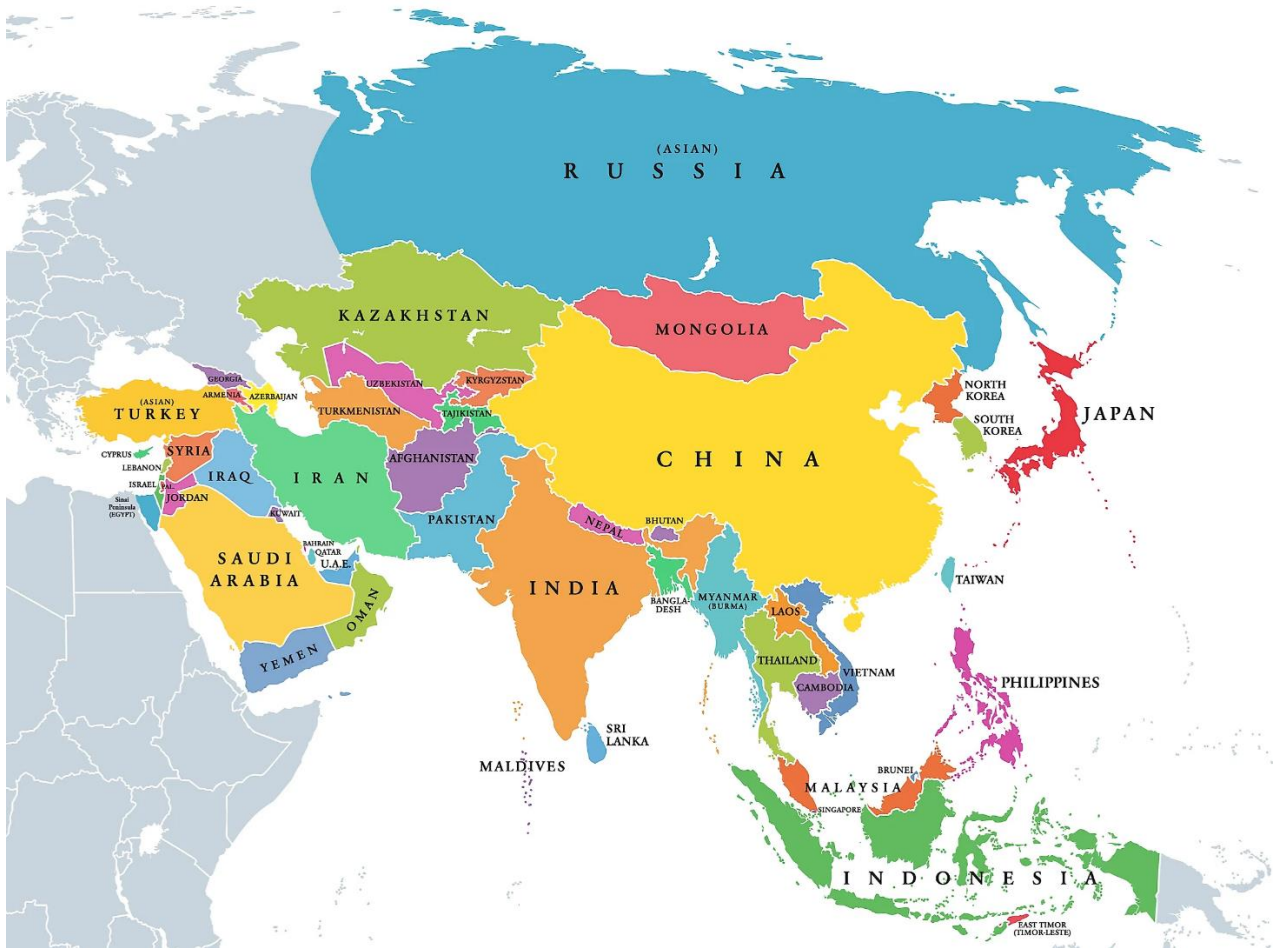 (ASIAN)
RUSSIA
KAZAKHSTAN
MONGOLIA
GEORGIA
ARMENIA
AZERBAIJAN
UZBEKISTAN
KYRGYZSTAN
TURKMENISTAN
TAJIKISTAN
(ASIAN)
TURKEY
NORTH
KOREA
SOUTH
KOREA
JAPAN
CYPRUS
SYRIA
LEBANON
ISRAEL
PAL.
JORDAN
IRAQ
IRAN
AFGHANISTAN
CHINA
Sinai
Peninsula
(EGYPT)
KUWAIT
PAKISTAN
NEPAL
BHUTAN
BAHRAIN
QATAR
U.A.E.
SAUDI
ARABIA
OMAN
YEMEN
INDIA
BANGLA-
DESH
MYANMAR
(BURMA)
LAOS
TAIWAN
THAILAND
VIETNAM
CAMBODIA
PHILIPPINES
SRI
LANKA
MALDIVES
BRUNEI
MALAYSIA
SINGAPORE
INDONESIA
EAST TIMOR
(TIMOR-LESTE)